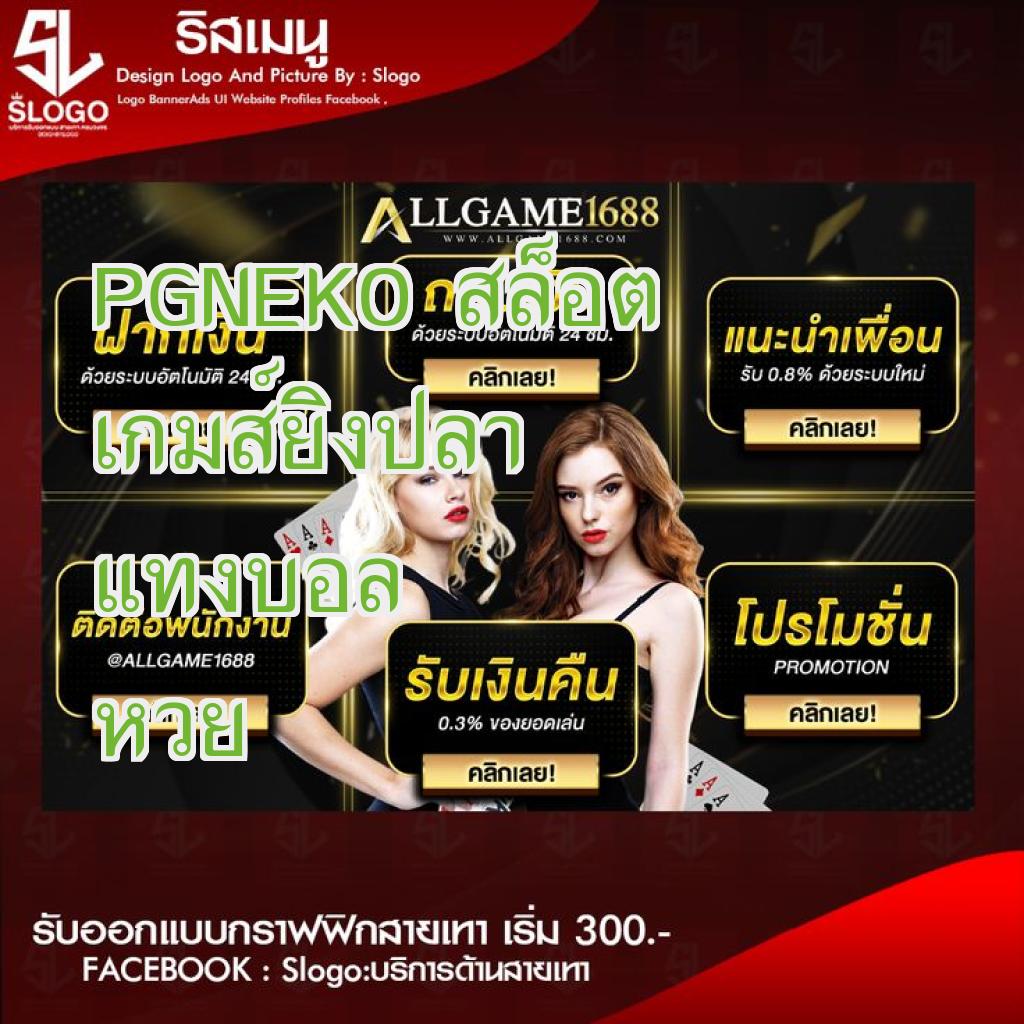 SL
SLOGO
ริสเมนู
Design Logo And Picture By : Slogo
Logo BannerAds UI Website Profiles Facebook .
ALLGAME1688
WWW.ALLGAME1688.COM
PGNEKO สล็อต
เกมส์ยิงปลา
แทงบอล
หวย
ฝากเงิน
ด้วยระบบอัตโนมัติ 24
ด้วยระบบอัตโนมัติ 24 ชม.
คลิกเลย!
แนะนำเพื่อน
รับ 0.8% ด้วยระบบใหม่
คลิกเลย!
ติดต่อพนักงาน
@ALLGAME1688
รับเงินคืน
0.3% ของยอดเล่น
คลิกเลย!
โปรโมชั่น
PROMOTION
คลิกเลย!
รับออกแบบกราฟฟิกสายเทา เริ่ม 300.-
FACEBOOK : Slogo:บริการด้านสายเทา